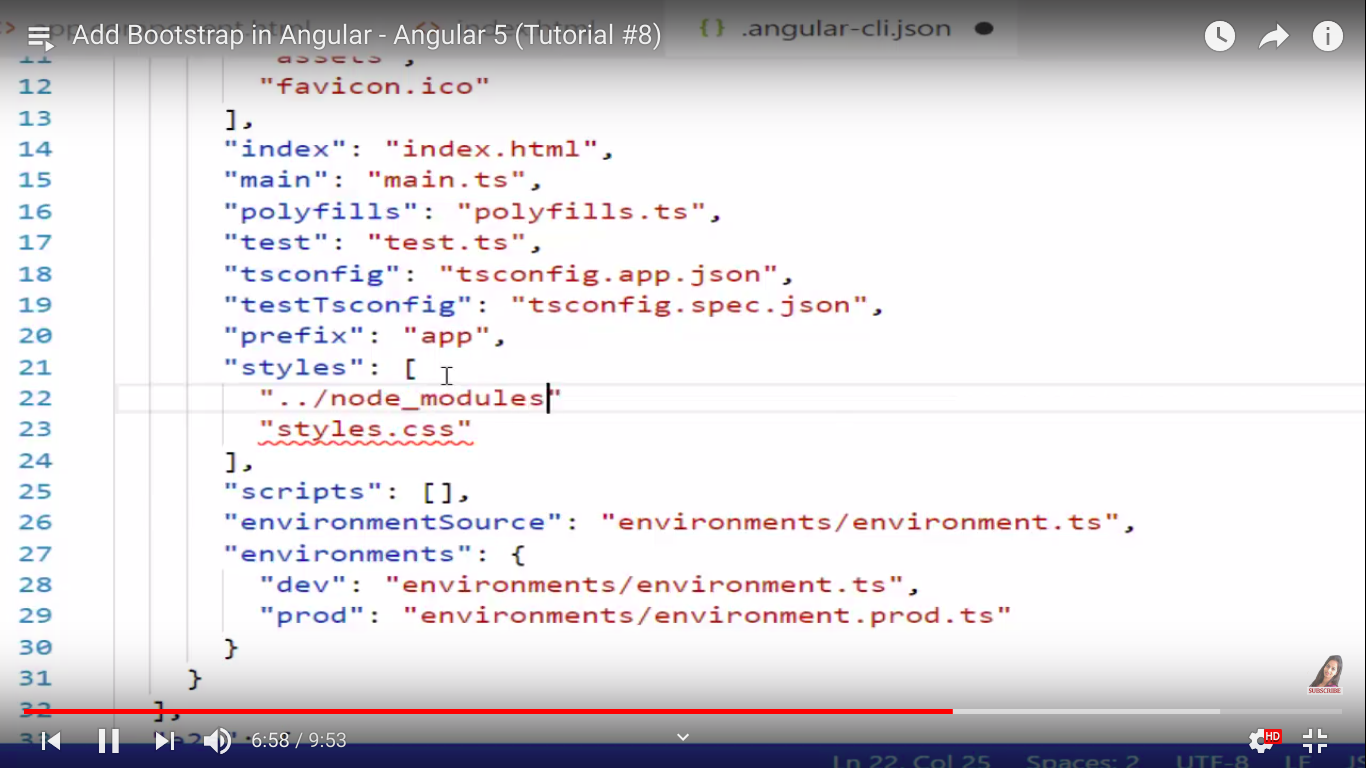 Add Bootstrap in Angular - Angular 5 (Tutorial #8)
{} .angular-cli.json ●
11 "assets",
12 "favicon.ico"
13 ],
14 "index": "index.html",
15 "main": "main.ts",
16 "polyfills": "polyfills.ts",
17 "test": "test.ts",
18 "tsconfig": "tsconfig.app.json",
19 "testTsconfig": "tsconfig.spec.json",
20 "prefix": "app",
21 "styles": [
22 "../node_modules"
23 "styles.css"
24 ],
25 "scripts": [],
26 "environmentSource": "environments/environment.ts",
27 "environments": {
28 "dev": "environments/environment.ts",
29 "prod": "environments/environment.prod.ts"
30 }
31 }
32 ],
SUBSCRIBE
6:58 / 9:53
HD
Ln 22, Col 25 Spaces: 2 UTF-8 LF